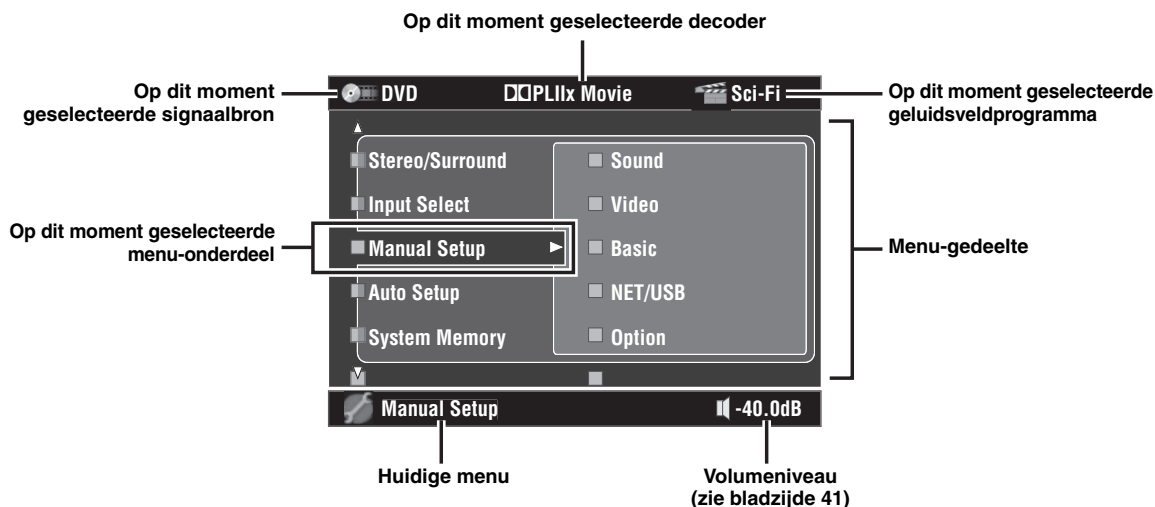 Op dit moment geselecteerde decoder
Op dit moment
geselecteerde signaalbron
DVD
PLIIx Movie
Sci-Fi
Op dit moment geselecteerde
geluidsveldprogramma
Stereo/Surround
Sound
Input Select
Video
Op dit moment geselecteerde
menu-onderdeel
Manual Setup
Basic
Menu-gedeelte
Auto Setup
NET/USB
System Memory
Option
Manual Setup
-40.0dB
Huidige menu
Volumeniveau
(zie bladzijde 41)